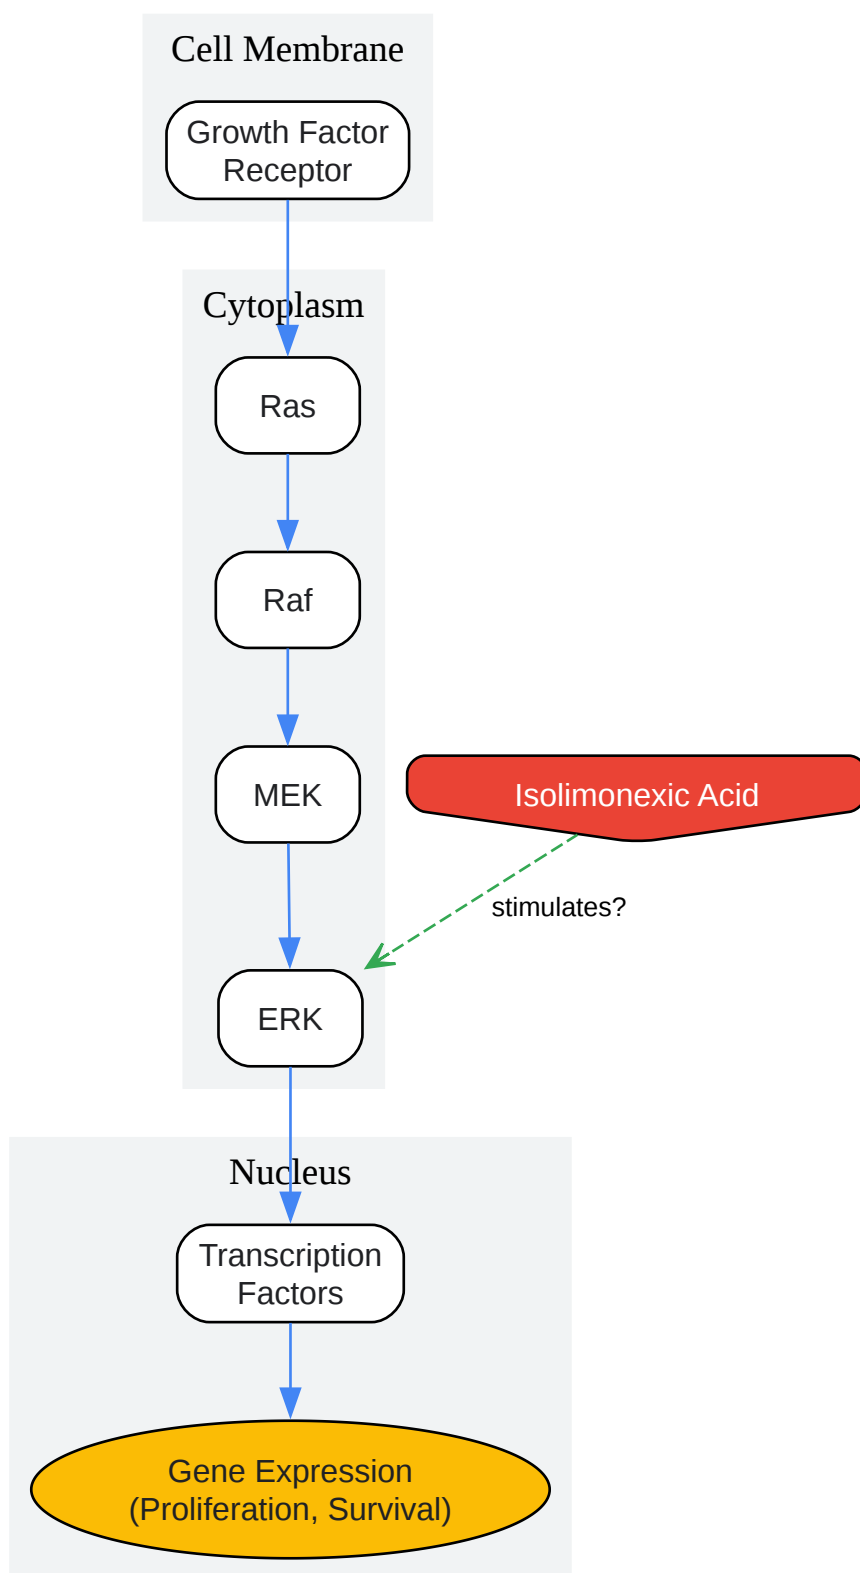 Cell Membrane
Growth Factor
Receptor
Cytoplasm
Ras
Raf
MEK
Isolimonexic Acid
stimulates?
ERK
Nucleus
Transcription
Factors
Gene Expression
(Proliferation, Survival)